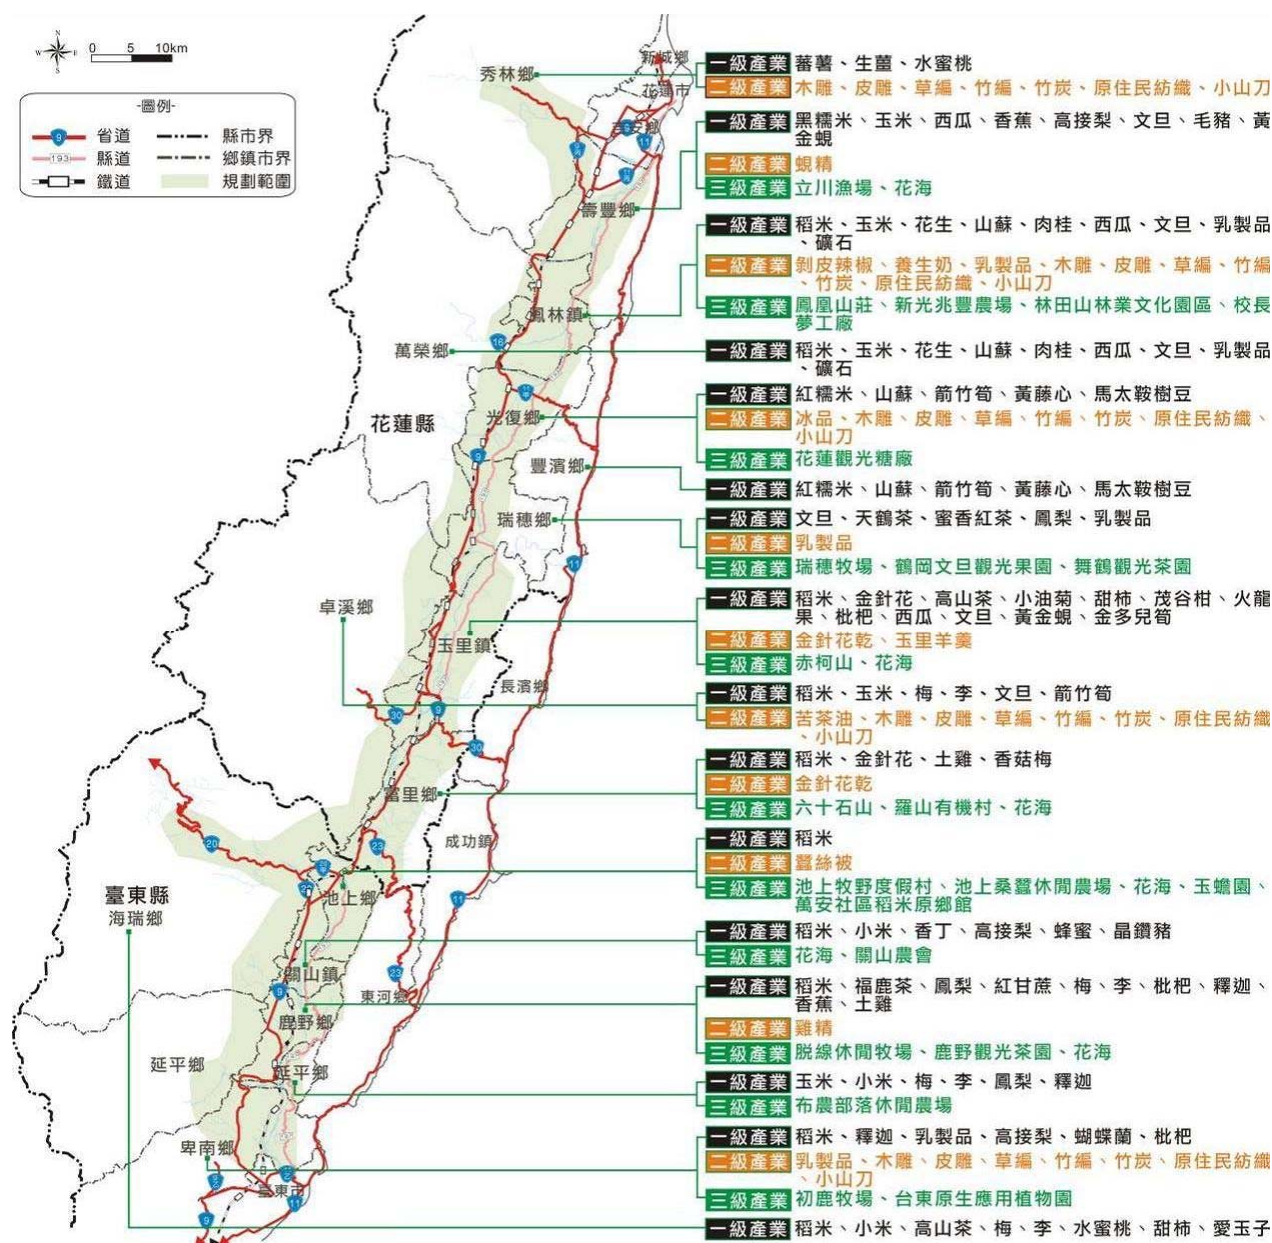 N
W
E
S
0 5 10km
-圖例-
9 省道
縣市界
193 縣道
鄉鎮市界
鐵道
規劃範圍
秀林鄉
新城鄉
花蓮市
吉安鄉
壽豐鄉
鳳林鎮
萬榮鄉
光復鄉
花蓮縣
豐濱鄉
瑞穗鄉
卓溪鄉
玉里鎮
長濱鄉
富里鄉
成功鎮
池上鄉
臺東縣
海瑞鄉
關山鎮
東河鄉
鹿野鄉
延平鄉
延平鄉
卑南鄉
臺東市
9
11
16
9
11
30
9
30
20
23
11
23
9
11
9
一級產業 蕃薯、生薑、水蜜桃
二級產業 木雕、皮雕、草編、竹編、竹炭、原住民紡織、小山刀
一級產業 黑糯米、玉米、西瓜、香蕉、高接梨、文旦、毛豬、黃
金蜆
二級產業 蜆精
三級產業 立川漁場、花海
一級產業 稻米、玉米、花生、山蘇、肉桂、西瓜、文旦、乳製品
、礦石
二級產業 剝皮辣椒、養生奶、乳製品、木雕、皮雕、草編、竹編
、竹炭、原住民紡織、小山刀
三級產業 鳳凰山莊、新光兆豐農場、林田山林業文化園區、校長
夢工廠
一級產業 稻米、玉米、花生、山蘇、肉桂、西瓜、文旦、乳製品
、礦石
一級產業 紅糯米、山蘇、箭竹筍、黃藤心、馬太鞍樹豆
二級產業 冰品、木雕、皮雕、草編、竹編、竹炭、原住民紡織、
小山刀
三級產業 花蓮觀光糖廠
一級產業 紅糯米、山蘇、箭竹筍、黃藤心、馬太鞍樹豆
一級產業 文旦、天鶴茶、蜜香紅茶、鳳梨、乳製品
二級產業 乳製品
三級產業 瑞穗牧場、鶴岡文旦觀光果園、舞鶴觀光茶園
一級產業 稻米、金針花、高山茶、小油菊、甜柿、茂谷柑、火龍
果、枇杷、西瓜、文旦、黃金蜆、金多兒筍
二級產業 金針花乾、玉里羊羹
三級產業 赤柯山、花海
一級產業 稻米、玉米、梅、李、文旦、箭竹筍
二級產業 苦茶油、木雕、皮雕、草編、竹編、竹炭、原住民紡織
、小山刀
一級產業 稻米、金針花、土雞、香菇梅
二級產業 金針花乾
三級產業 六十石山、羅山有機村、花海
一級產業 稻米
二級產業 蠶絲被
三級產業 池上牧野度假村、池上桑蠶休閒農場、花海、玉蟾園、
萬安社區稻米原鄉館
一級產業 稻米、小米、香丁、高接梨、蜂蜜、晶鑽豬
三級產業 花海、關山農會
一級產業 稻米、福鹿茶、鳳梨、紅甘蔗、梅、李、枇杷、釋迦、
香蕉、土雞
二級產業 雞精
三級產業 脫線休閒牧場、鹿野觀光茶園、花海
一級產業 玉米、小米、梅、李、鳳梨、釋迦
三級產業 布農部落休閒農場
一級產業 稻米、釋迦、乳製品、高接梨、蝴蝶蘭、枇杷
二級產業 乳製品、木雕、皮雕、草編、竹編、竹炭、原住民紡織
、小山刀
三級產業 初鹿牧場、台東原生應用植物園
一級產業 稻米、小米、高山茶、梅、李、水蜜桃、甜柿、愛玉子